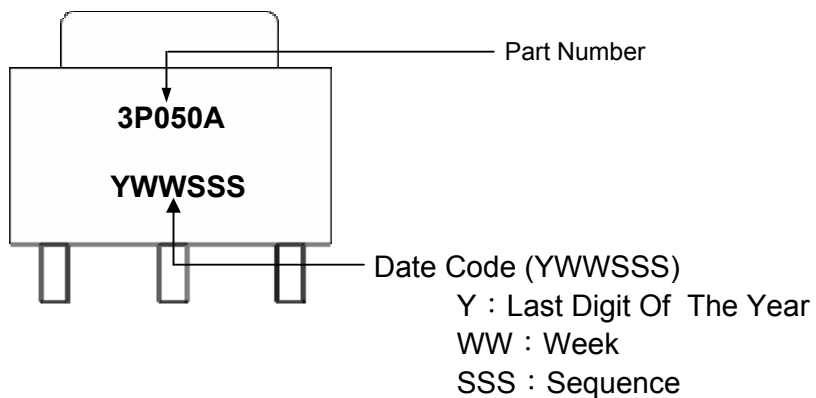 Part Number
3P050A
YWWSSS
Date Code (YWWSSS)
Y：Last Digit Of The Year
WW：Week
SSS：Sequence